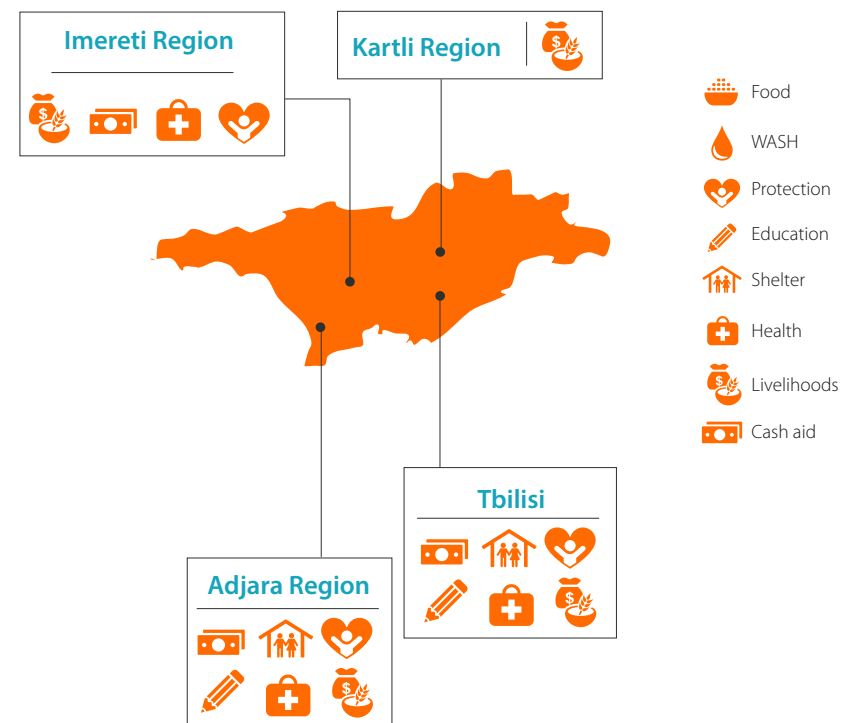 Imereti Region
Kartli Region
Food
WASH
Protection
Education
Shelter
Health
Livelihoods
Cash aid
Tbilisi
Adjara Region